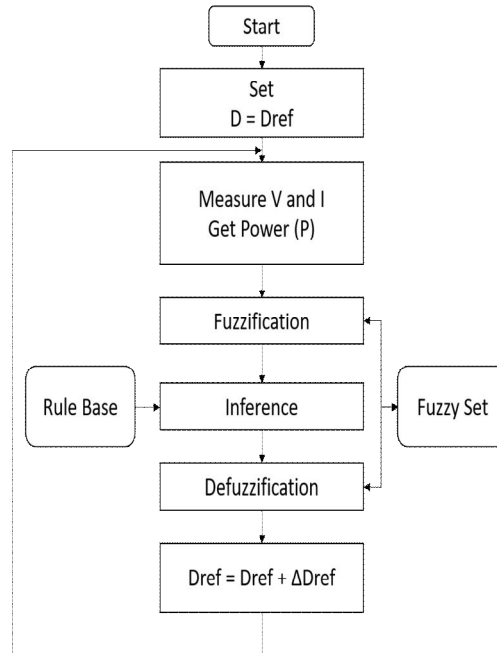 Start
Set
D = Dref
Measure V and I
Get Power (P)
Fuzzification
Rule Base
Inference
Fuzzy Set
Defuzzification
Dref = Dref + ΔDref